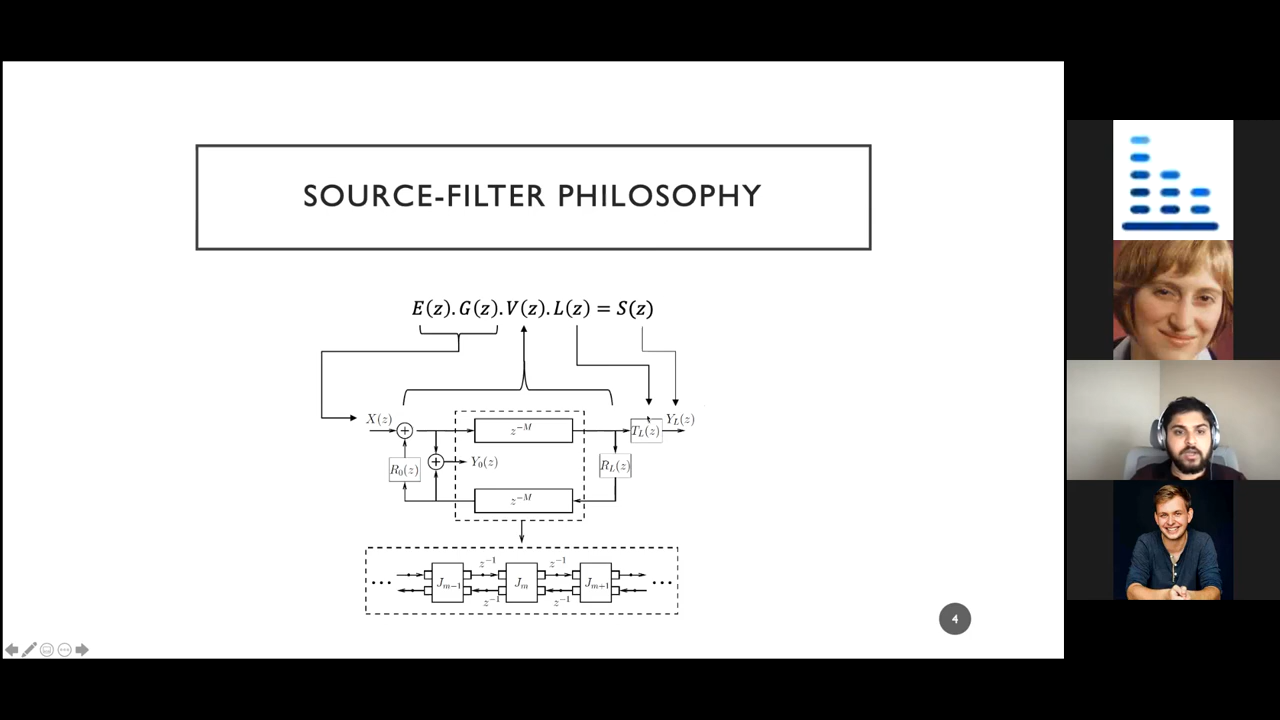 SOURCE-FILTER PHILOSOPHY
E(z).G(z).V(z).L(z) = S(z)
X(z)
z^{-M}
T_L(z)
Y_L(z)
R_0(z)
Y_0(z)
R_L(z)
z^{-M}
z^{-1}
z^{-1}
...
J_{m-1}
J_m
J_{m+1}
...
z^{-1}
z^{-1}
4